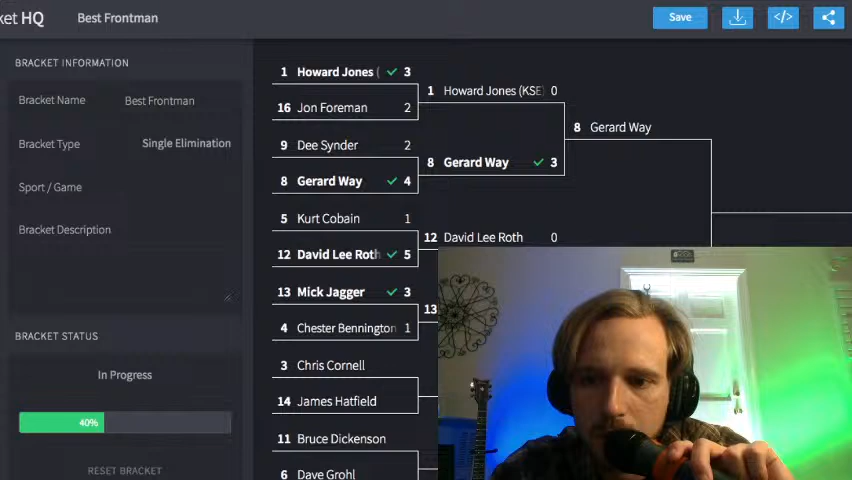 ket HQ
Best Frontman
Save
</>
BRACKET INFORMATION
Bracket Name
Best Frontman
Bracket Type
Single Elimination
Sport / Game
Bracket Description
BRACKET STATUS
In Progress
40%
RESET BRACKET
1 Howard Jones ( 3
16 Jon Foreman 2
9 Dee Synder 2
8 Gerard Way 4
5 Kurt Cobain 1
12 David Lee Roth 5
13 Mick Jagger 3
4 Chester Bennington 1
3 Chris Cornell
14 James Hatfield
11 Bruce Dickenson
6 Dave Grohl
1 Howard Jones (KSE 0
8 Gerard Way 3
12 David Lee Roth 0
13
8 Gerard Way